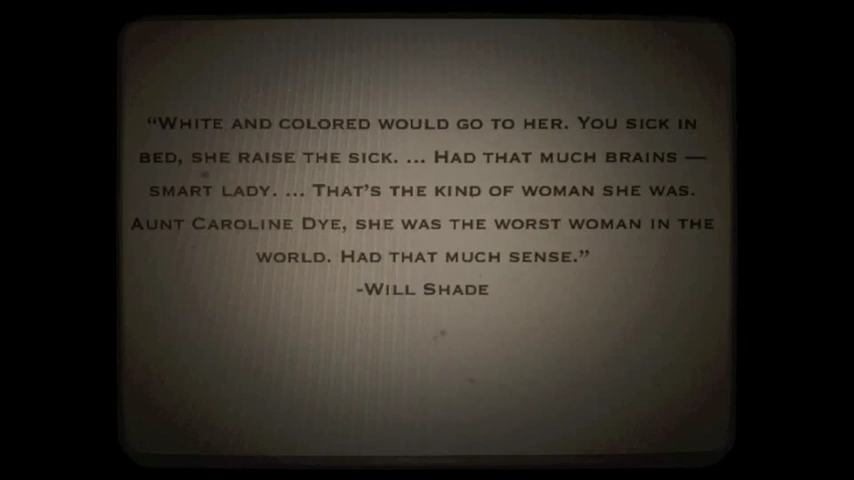 “White and colored would go to her. You sick in
bed, she raise the sick. ... Had that much brains —
smart lady. ... That’s the kind of woman she was.
Aunt Caroline Dye, she was the worst woman in the
world. Had that much sense.”
-Will Shade